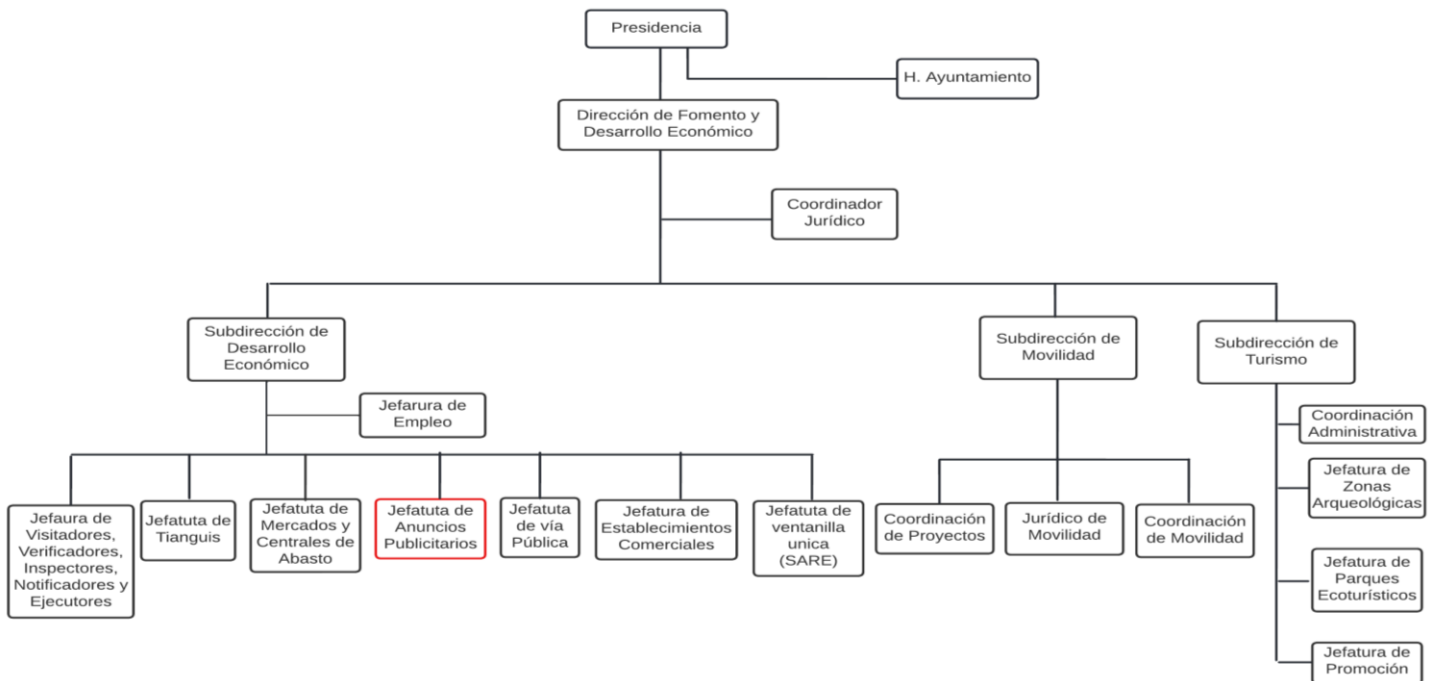 Presidencia
H. Ayuntamiento
Dirección de Fomento y
Desarrollo Económico
Coordinador
Jurídico
Subdirección de
Desarrollo
Económico
Subdirección de
Movilidad
Subdirección de
Turismo
Jefarura de
Empleo
Coordinación
Administrativa
Jefatura de
Zonas
Arqueológicas
Jefatura de
Parques
Ecoturísticos
Jefatura de
Promoción
Jefaura de
Visitadores,
Verificadores,
Inspectores,
Notificadores y
Ejecutores
Jefatuta de
Tianguis
Jefatuta de
Mercados y
Centrales de
Abasto
Jefatuta de
Anuncios
Publicitarios
Jefatuta
de vía
Pública
Jefatura de
Establecimientos
Comerciales
Jefatuta de
ventanilla
unica
(SARE)
Coordinación
de Proyectos
Jurídico de
Movilidad
Coordinación
de Movilidad